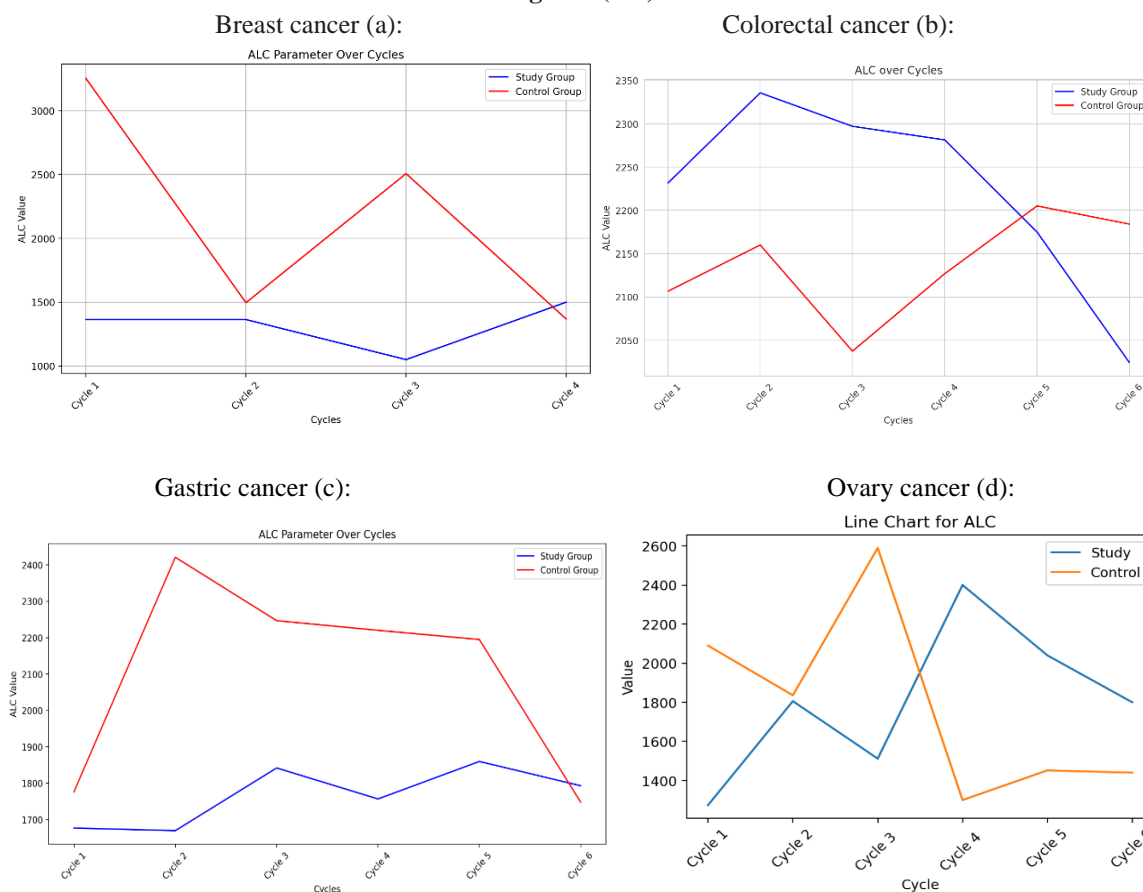 Breast cancer (a):
Colorectal cancer (b):
ALC Parameter Over Cycles
Study Group
Control Group
3000
2500
2000
1500
1000
ALC Value
Cycle 1
Cycle 2
Cycle 3
Cycle 4
Cycles
ALC over Cycles
Study Group
Control Group
2350
2300
2250
2200
2150
2100
2050
ALC Value
Cycle 1
Cycle 2
Cycle 3
Cycle 4
Cycle 5
Cycle 6
Cycles
Gastric cancer (c):
Ovary cancer (d):
ALC Parameter Over Cycles
Study Group
Control Group
2400
2300
2200
2100
2000
1900
1800
1700
ALC Value
Cycle 1
Cycle 2
Cycle 3
Cycle 4
Cycle 5
Cycle 6
Cycles
Line Chart for ALC
Study
Control
2600
2400
2200
2000
1800
1600
1400
Value
Cycle 1
Cycle 2
Cycle 3
Cycle 4
Cycle 5
Cycle